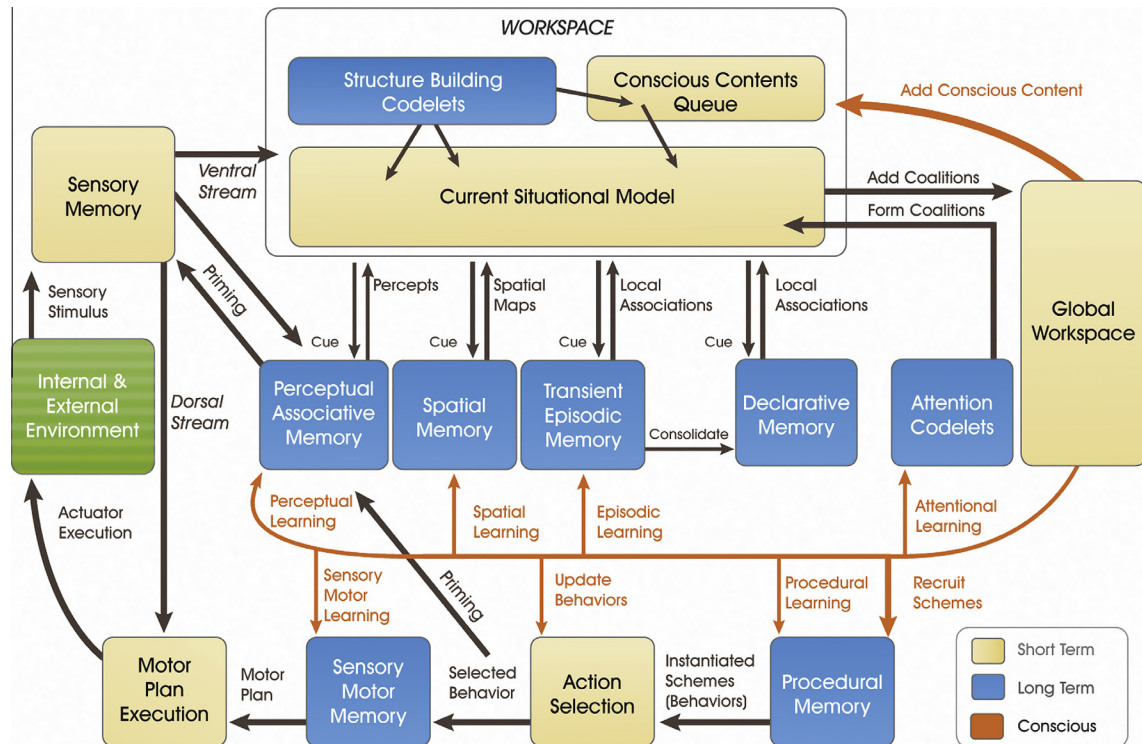 WORKSPACE
Structure Building
Codelets
Conscious Contents
Queue
Add Conscious Content
Sensory
Memory
Ventral
Stream
Current Situational Model
Add Coalitions
Form Coalitions
Global
Workspace
Priming
Sensory
Stimulus
Percepts
Spatial
Maps
Local
Associations
Local
Associations
Cue
Cue
Cue
Cue
Internal &
External
Environment
Dorsal
Stream
Perceptual
Associative
Memory
Spatial
Memory
Transient
Episodic
Memory
Consolidate
Declarative
Memory
Attention
Codelets
Actuator
Execution
Perceptual
Learning
Spatial
Learning
Episodic
Learning
Attentional
Learning
Priming
Sensory
Motor
Learning
Update
Behaviors
Procedural
Learning
Recruit
Schemes
Motor
Plan
Execution
Motor
Plan
Sensory
Motor
Memory
Selected
Behavior
Action
Selection
Instantiated
Schemes
(Behaviors)
Procedural
Memory
Short Term
Long Term
Conscious